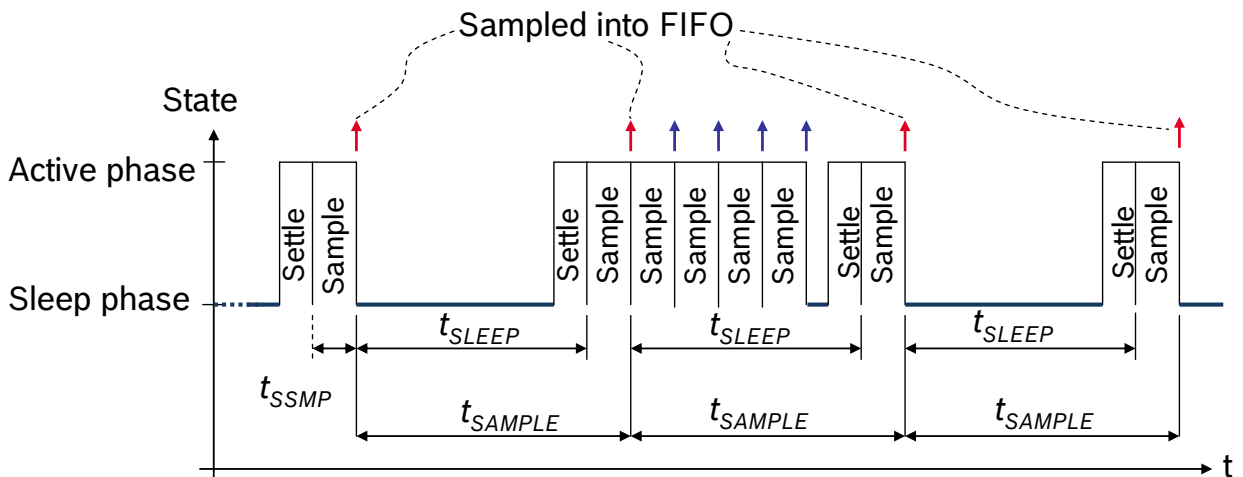 Sampled into FIFO
State
Active phase
Settle
Sample
Settle
Sample
Sample
Sample
Sample
Sample
Settle
Sample
Settle
Sample
Sleep phase
tSLEEP
tSLEEP
tSLEEP
tSSMP
tSAMPLE
tSAMPLE
tSAMPLE
t